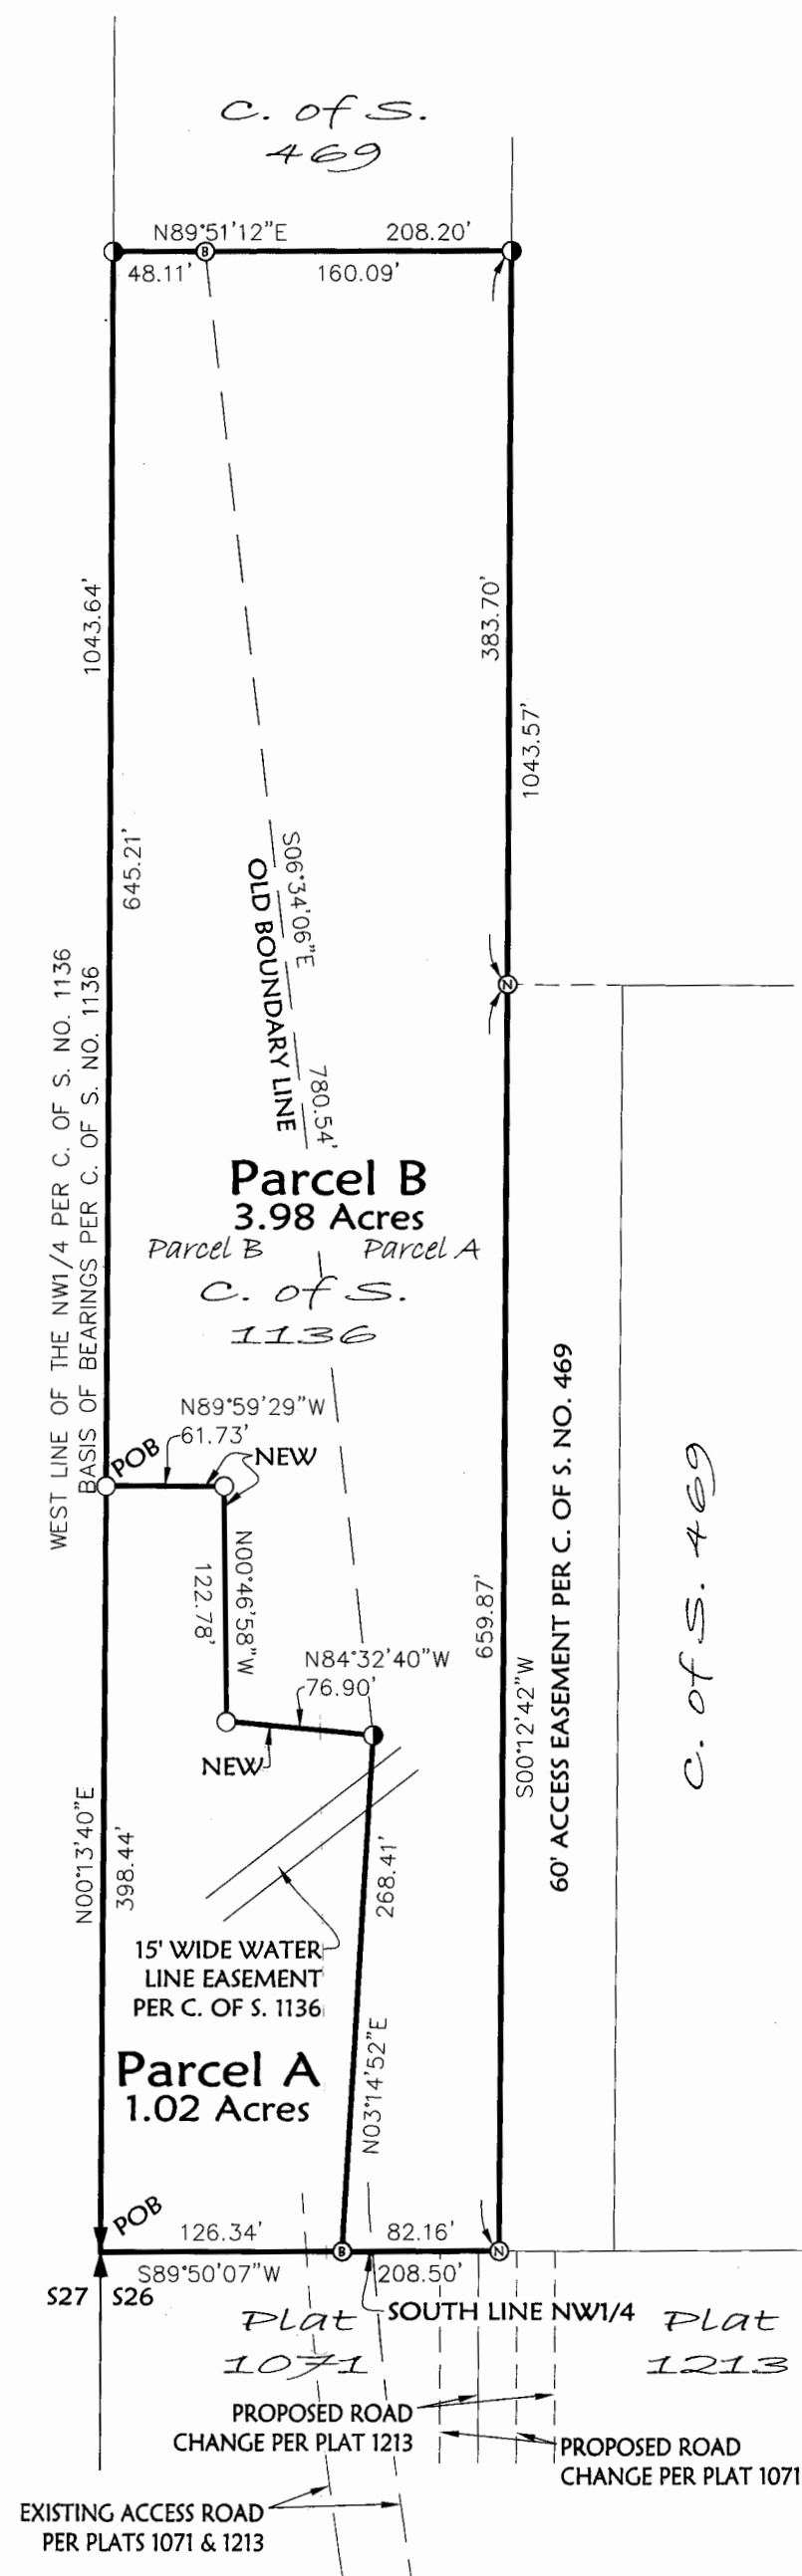 C. of S.
469
N89°51'12"E 208.20'
B
48.11' 160.09'
1043.64'
383.70'
1043.57'
645.21'
S06°34'06"E
OLD BOUNDARY LINE
780.54'
N
WEST LINE OF THE NW1/4 PER C. OF S. NO. 1136
BASIS OF BEARINGS PER C. OF S. NO. 1136
Parcel B
3.98 Acres
Parcel B Parcel A
C. of S.
1136
N89°59'29"W
61.73'
POB
NEW
N00°46'58"W
122.78'
659.87'
S00°12'42"W
60' ACCESS EASEMENT PER C. OF S. NO. 469
C. of S. 469
N84°32'40"W
76.90'
NEW
N00°13'40"E
398.44'
268.41'
N03°14'52"E
15' WIDE WATER
LINE EASEMENT
PER C. OF S. 1136
Parcel A
1.02 Acres
POB
126.34' 82.16'
B N
S89°50'07"W 208.50'
S27 S26
SOUTH LINE NW1/4
Plat
1071
Plat
1213
PROPOSED ROAD
CHANGE PER PLAT 1213
PROPOSED ROAD
CHANGE PER PLAT 1071
EXISTING ACCESS ROAD
PER PLATS 1071 & 1213